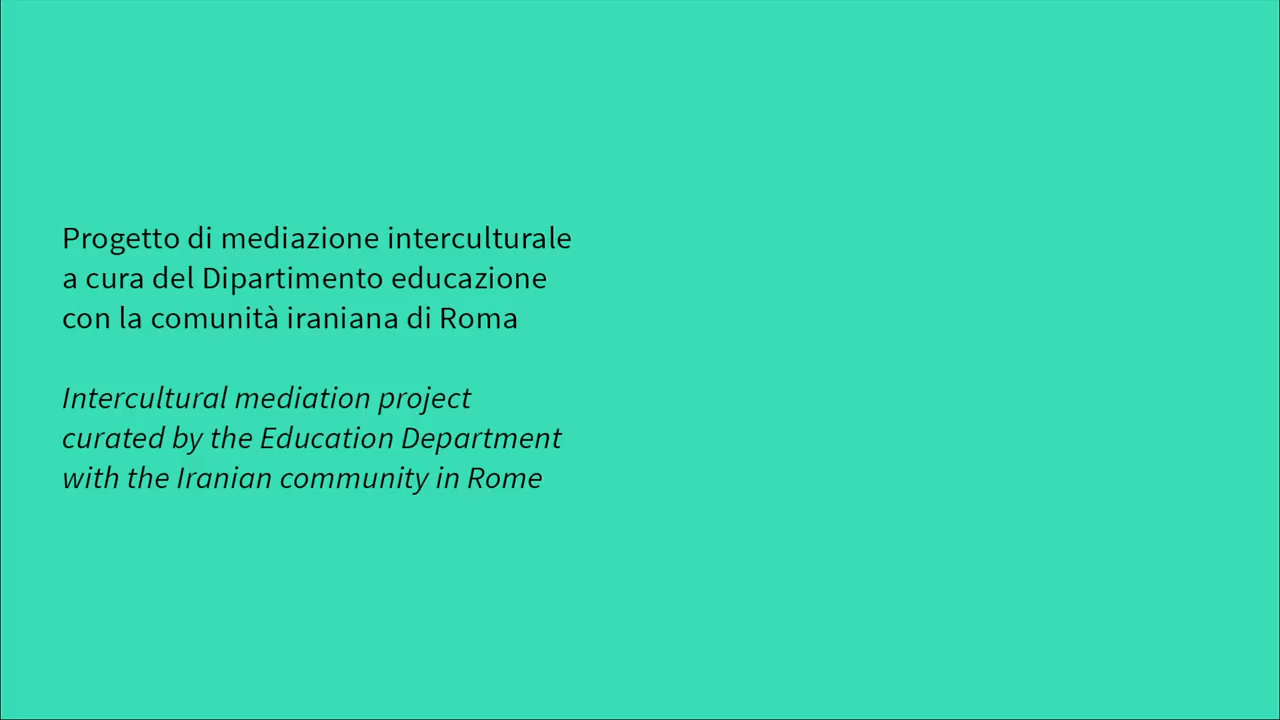 Progetto di mediazione interculturale
a cura del Dipartimento educazione
con la comunità iraniana di Roma
Intercultural mediation project
curated by the Education Department
with the Iranian community in Rome